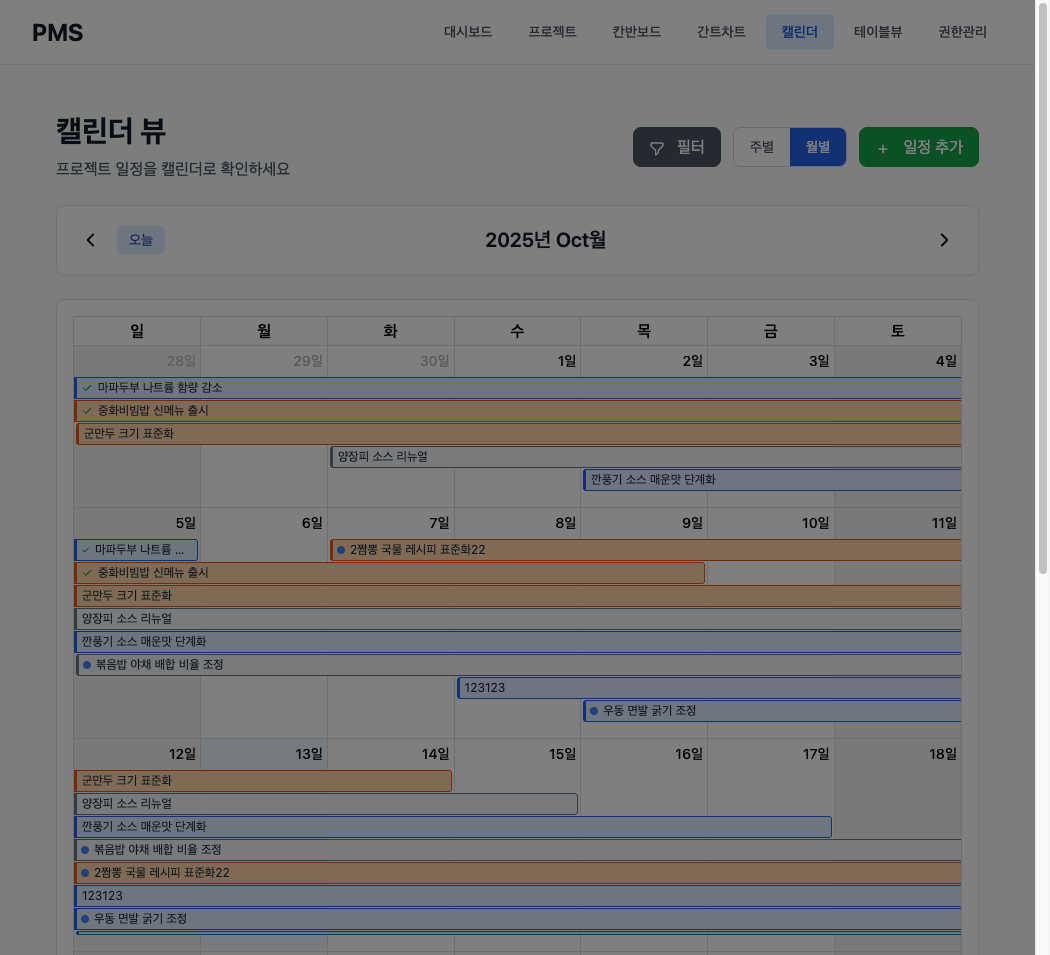 PMS
대시보드 프로젝트 칸반보드 간트차트 캘린더 테이블뷰 권한관리
캘린더 뷰
프로젝트 일정을 캘린더로 확인하세요
필터 주별 월별 + 일정 추가
오늘 2025년 Oct월
일 월 화 수 목 금 토
28일 29일 30일 1일 2일 3일 4일
마파두부 나트륨 함량 감소
중화비빔밥 신메뉴 출시
군만두 크기 표준화
양장피 소스 리뉴얼
깐풍기 소스 매운맛 단계화
5일 6일 7일 8일 9일 10일 11일
마파두부 나트륨 ... 2짬뽕 국물 레시피 표준화22
중화비빔밥 신메뉴 출시
군만두 크기 표준화
양장피 소스 리뉴얼
깐풍기 소스 매운맛 단계화
볶음밥 야채 배합 비율 조정
123123
우동 면발 굵기 조정
12일 13일 14일 15일 16일 17일 18일
군만두 크기 표준화
양장피 소스 리뉴얼
깐풍기 소스 매운맛 단계화
볶음밥 야채 배합 비율 조정
2짬뽕 국물 레시피 표준화22
123123
우동 면발 굵기 조정